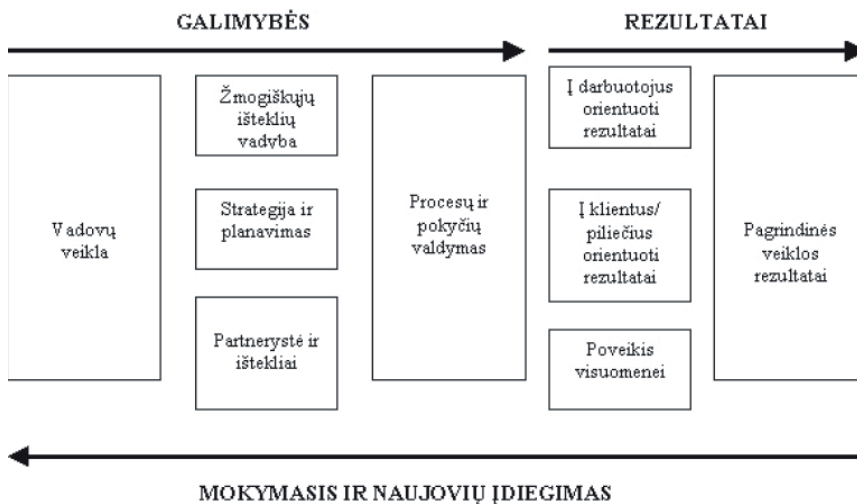 GALIMYBĖS
REZULTATAI
Vadovų
veikla
Žmogiškųjų
išteklių
vadyba
Strategija ir
planavimas
Partnerystė ir
ištekliai
Procesų ir
pokyčių
valdymas
Į darbuotojus
orientuoti
rezultatai
Į klientus/
piliečius
orientuoti
rezultatai
Poveikis
visuomenei
Pagrindinės
veiklos
rezultatai
MOKYMASIS IR NAUJOVIŲ ĮDIEGIMAS